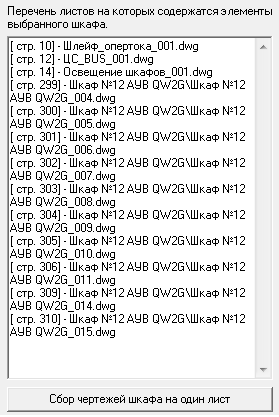 Перечень листов на которых содержатся элементы
выбранного шкафа.
[ стр. 10] - Шлейф_опертока_001.dwg
[ стр. 12] - ЦС_BUS_001.dwg
[ стр. 14] - Освещение шкафов_001.dwg
[ стр. 299] - Шкаф №12 АУВ QW2G\Шкаф №12
АУВ QW2G_004.dwg
[ стр. 300] - Шкаф №12 АУВ QW2G\Шкаф №12
АУВ QW2G_005.dwg
[ стр. 301] - Шкаф №12 АУВ QW2G\Шкаф №12
АУВ QW2G_006.dwg
[ стр. 302] - Шкаф №12 АУВ QW2G\Шкаф №12
АУВ QW2G_007.dwg
[ стр. 303] - Шкаф №12 АУВ QW2G\Шкаф №12
АУВ QW2G_008.dwg
[ стр. 304] - Шкаф №12 АУВ QW2G\Шкаф №12
АУВ QW2G_009.dwg
[ стр. 305] - Шкаф №12 АУВ QW2G\Шкаф №12
АУВ QW2G_010.dwg
[ стр. 306] - Шкаф №12 АУВ QW2G\Шкаф №12
АУВ QW2G_011.dwg
[ стр. 309] - Шкаф №12 АУВ QW2G\Шкаф №12
АУВ QW2G_014.dwg
[ стр. 310] - Шкаф №12 АУВ QW2G\Шкаф №12
АУВ QW2G_015.dwg
Сбор чертежей шкафа на один лист